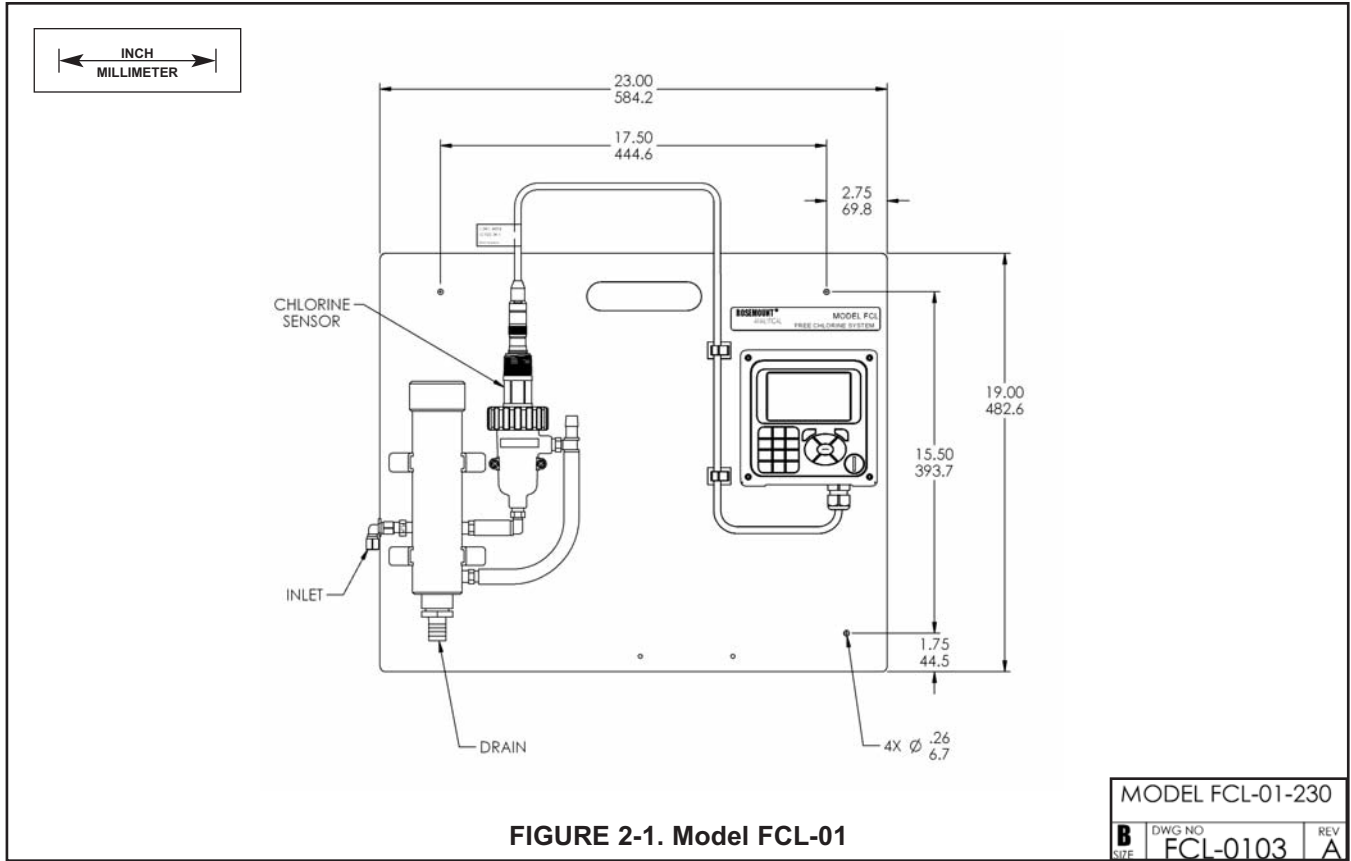 INCH
MILLIMETER
23.00
584.2
17.50
444.6
2.75
69.8
CHLORINE
SENSOR
ROSEMOUNT
ANALYTICAL
MODEL FCL
FREE CHLORINE SYSTEM
19.00
482.6
15.50
393.7
INLET
1.75
44.5
DRAIN
4X Ø .26
6.7
MODEL FCL-01-230
B
SIZE
DWG NO
FCL-0103
REV
A
FIGURE 2-1. Model FCL-01